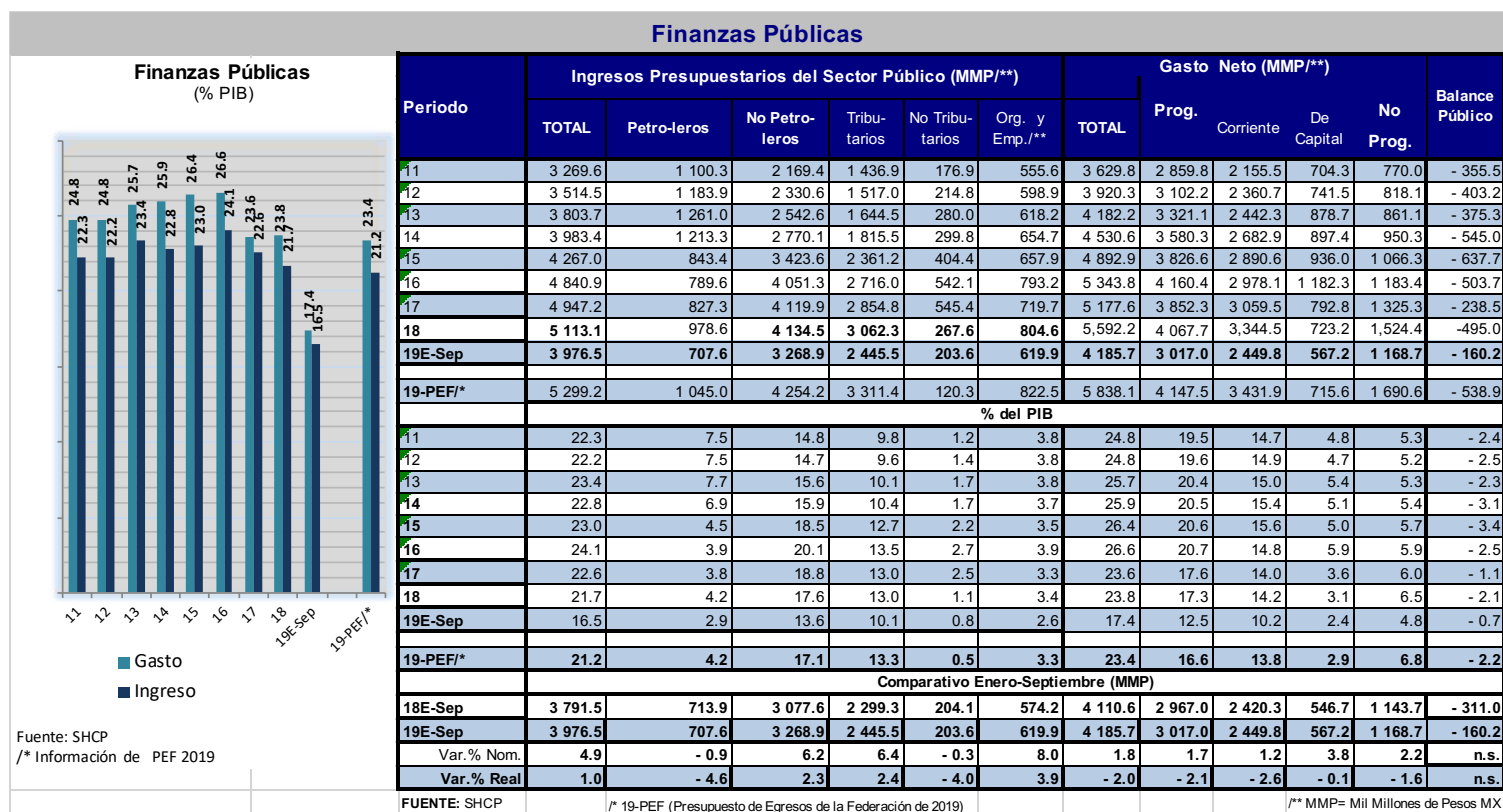 Finanzas Públicas
Finanzas Públicas
(% PIB)
24.8 24.8 25.7 25.9 26.4 26.6 23.6 23.8 17.4 23.4
22.3 22.2 23.4 22.8 23.0 24.1 22.6 21.7 16.5 21.2
11 12 13 14 15 16 17 18 19E-Sep 19-PEF/*
Gasto
Ingreso
Fuente: SHCP
/* Información de PEF 2019
Periodo Ingresos Presupuestarios del Sector Público (MMP/**) Gasto Neto (MMP/**) Balance Público
TOTAL Petro-leros No Petro-leros Tribu-tarios No Tribu-tarios Org. y Emp./** TOTAL Prog. Corriente De Capital No Prog.
11 3 269.6 1 100.3 2 169.4 1 436.9 176.9 555.6 3 629.8 2 859.8 2 155.5 704.3 770.0 - 355.5
12 3 514.5 1 183.9 2 330.6 1 517.0 214.8 598.9 3 920.3 3 102.2 2 360.7 741.5 818.1 - 403.2
13 3 803.7 1 261.0 2 542.6 1 644.5 280.0 618.2 4 182.2 3 321.1 2 442.3 878.7 861.1 - 375.3
14 3 983.4 1 213.3 2 770.1 1 815.5 299.8 654.7 4 530.6 3 580.3 2 682.9 897.4 950.3 - 545.0
15 4 267.0 843.4 3 423.6 2 361.2 404.4 657.9 4 892.9 3 826.6 2 890.6 936.0 1 066.3 - 637.7
16 4 840.9 789.6 4 051.3 2 716.0 542.1 793.2 5 343.8 4 160.4 2 978.1 1 182.3 1 183.4 - 503.7
17 4 947.2 827.3 4 119.9 2 854.8 545.4 719.7 5 177.6 3 852.3 3 059.5 792.8 1 325.3 - 238.5
18 5 113.1 978.6 4 134.5 3 062.3 267.6 804.6 5,592.2 4 067.7 3,344.5 723.2 1,524.4 -495.0
19E-Sep 3 976.5 707.6 3 268.9 2 445.5 203.6 619.9 4 185.7 3 017.0 2 449.8 567.2 1 168.7 - 160.2
19-PEF/* 5 299.2 1 045.0 4 254.2 3 311.4 120.3 822.5 5 838.1 4 147.5 3 431.9 715.6 1 690.6 - 538.9
% del PIB
11 22.3 7.5 14.8 9.8 1.2 3.8 24.8 19.5 14.7 4.8 5.3 - 2.4
12 22.2 7.5 14.7 9.6 1.4 3.8 24.8 19.6 14.9 4.7 5.2 - 2.5
13 23.4 7.7 15.6 10.1 1.7 3.8 25.7 20.4 15.0 5.4 5.3 - 2.3
14 22.8 6.9 15.9 10.4 1.7 3.7 25.9 20.5 15.4 5.1 5.4 - 3.1
15 23.0 4.5 18.5 12.7 2.2 3.5 26.4 20.6 15.6 5.0 5.7 - 3.4
16 24.1 3.9 20.1 13.5 2.7 3.9 26.6 20.7 14.8 5.9 5.9 - 2.5
17 22.6 3.8 18.8 13.0 2.5 3.3 23.6 17.6 14.0 3.6 6.0 - 1.1
18 21.7 4.2 17.6 13.0 1.1 3.4 23.8 17.3 14.2 3.1 6.5 - 2.1
19E-Sep 16.5 2.9 13.6 10.1 0.8 2.6 17.4 12.5 10.2 2.4 4.8 - 0.7
19-PEF/* 21.2 4.2 17.1 13.3 0.5 3.3 23.4 16.6 13.8 2.9 6.8 - 2.2
Comparativo Enero-Septiembre (MMP)
18E-Sep 3 791.5 713.9 3 077.6 2 299.3 204.1 574.2 4 110.6 2 967.0 2 420.3 546.7 1 143.7 - 311.0
19E-Sep 3 976.5 707.6 3 268.9 2 445.5 203.6 619.9 4 185.7 3 017.0 2 449.8 567.2 1 168.7 - 160.2
Var.% Nom. 4.9 - 0.9 6.2 6.4 - 0.3 8.0 1.8 1.7 1.2 3.8 2.2 n.s.
Var.% Real 1.0 - 4.6 2.3 2.4 - 4.0 3.9 - 2.0 - 2.1 - 2.6 - 0.1 - 1.6 n.s.
FUENTE: SHCP /* 19-PEF (Presupuesto de Egresos de la Federación de 2019) /** MMP= Mil Millones de Pesos MX